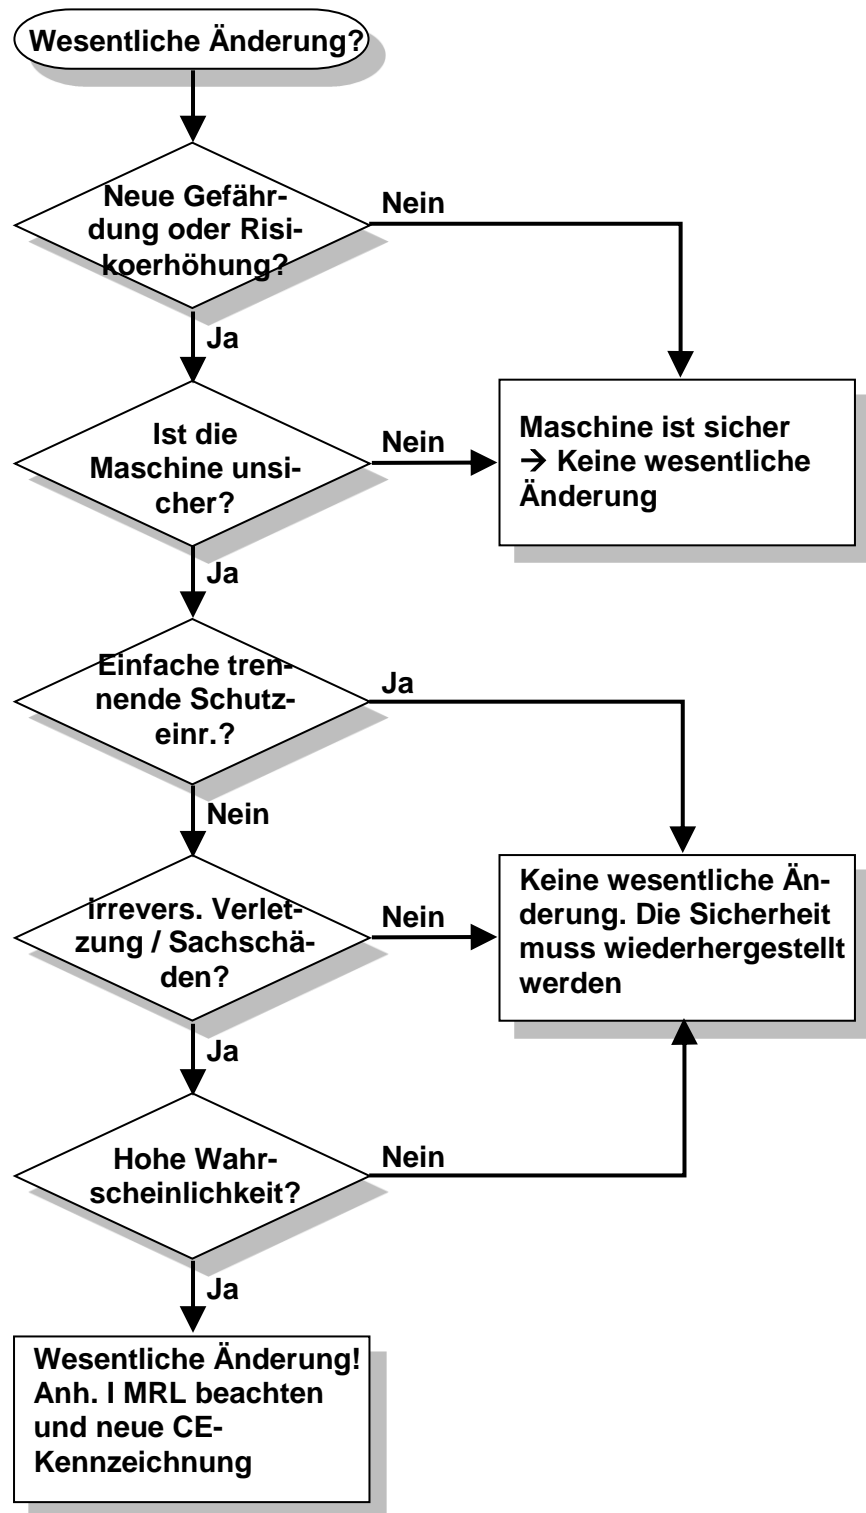 Wesentliche Änderung?
Neue Gefähr-
dung oder Risi-
koerhöhung?
Nein
Ja
Ist die
Maschine unsi-
cher?
Nein
Maschine ist sicher
→ Keine wesentliche
Änderung
Ja
Einfache tren-
nende Schutz-
einr.?
Ja
Nein
irrevers. Verlet-
zung / Sachschä-
den?
Nein
Keine wesentliche Än-
derung. Die Sicherheit
muss wiederhergestellt
werden
Ja
Hohe Wahr-
scheinlichkeit?
Nein
Ja
Wesentliche Änderung!
Anh. I MRL beachten
und neue CE-
Kennzeichnung